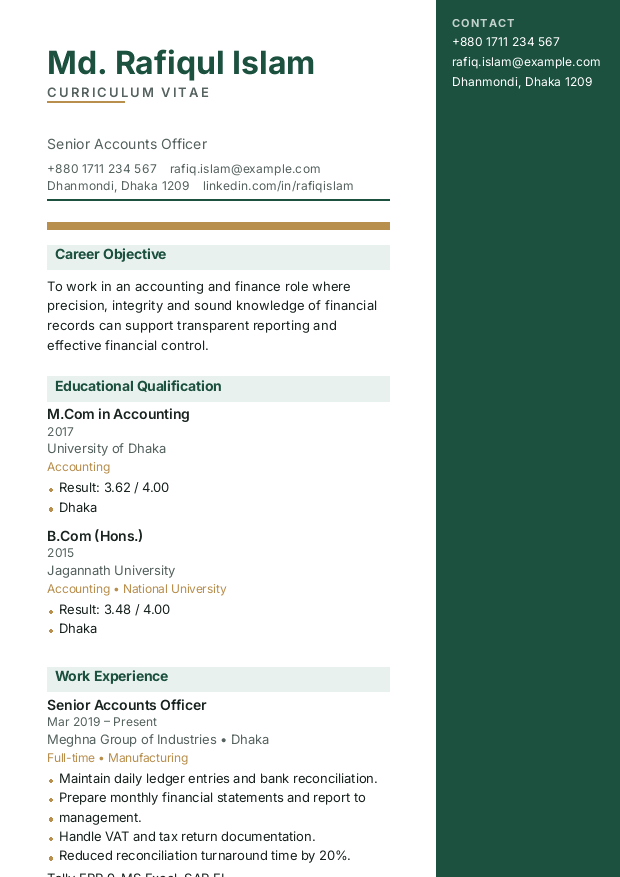 Md. Rafiqul Islam
CURRICULUM VITAE
Senior Accounts Officer
+880 1711 234 567 rafiq.islam@example.com
Dhanmondi, Dhaka 1209 linkedin.com/in/rafiqislam
Career Objective
To work in an accounting and finance role where
precision, integrity and sound knowledge of financial
records can support transparent reporting and
effective financial control.
Educational Qualification
M.Com in Accounting
2017
University of Dhaka
Accounting
• Result: 3.62 / 4.00
• Dhaka
B.Com (Hons.)
2015
Jagannath University
Accounting • National University
• Result: 3.48 / 4.00
• Dhaka
Work Experience
Senior Accounts Officer
Mar 2019 – Present
Meghna Group of Industries • Dhaka
Full-time • Manufacturing
• Maintain daily ledger entries and bank reconciliation.
• Prepare monthly financial statements and report to
• management.
• Handle VAT and tax return documentation.
• Reduced reconciliation turnaround time by 20%.
Tally ERP 9, MS Excel, SAP
CONTACT
+880 1711 234 567
rafiq.islam@example.com
Dhanmondi, Dhaka 1209